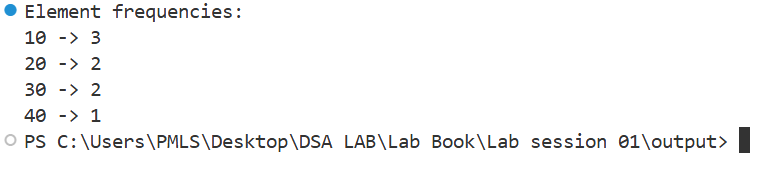 Element frequencies:
10 -> 3
20 -> 2
30 -> 2
40 -> 1
PS C:\Users\PMLS\Desktop\DSA LAB\Lab Book\Lab session 01\output>